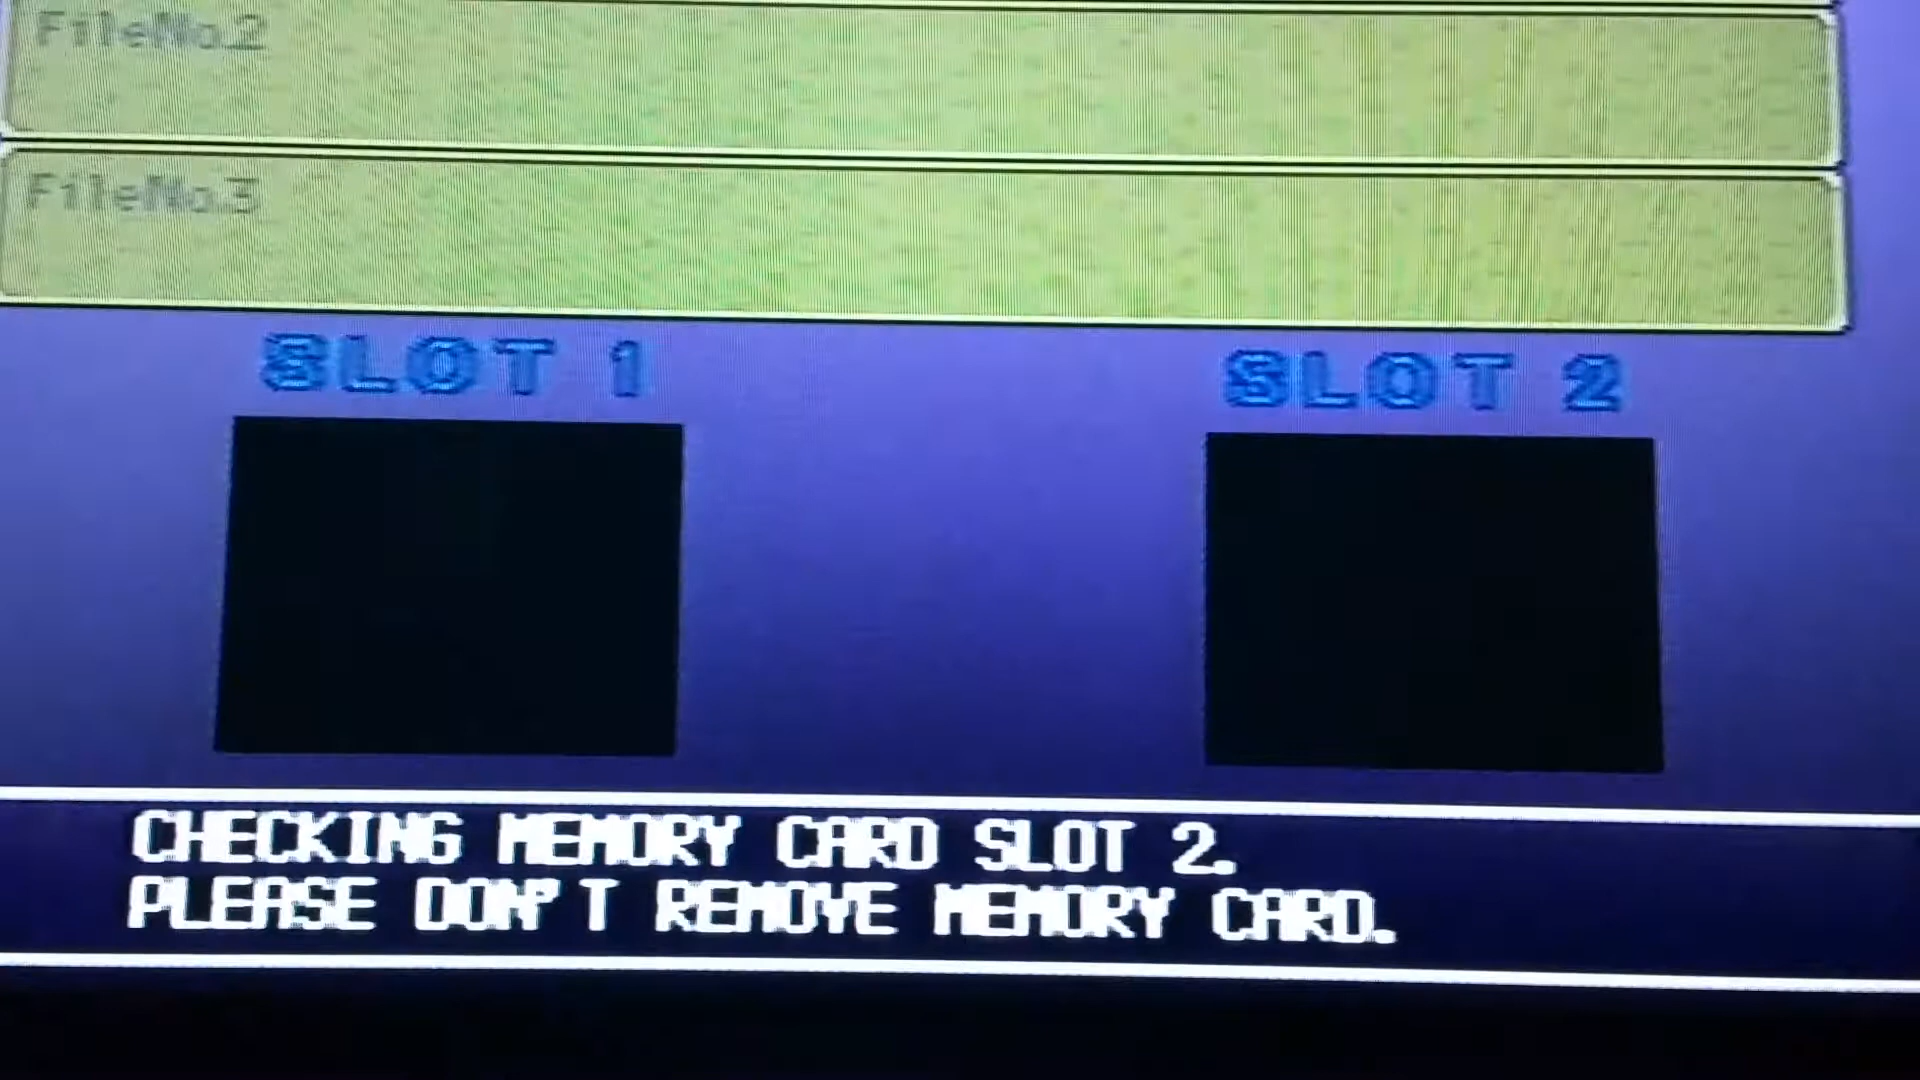 FileNo.2
FileNo.3
SLOT 1
SLOT 2
CHECKING MEMORY CARD SLOT 2.
PLEASE DON'T REMOVE MEMORY CARD.